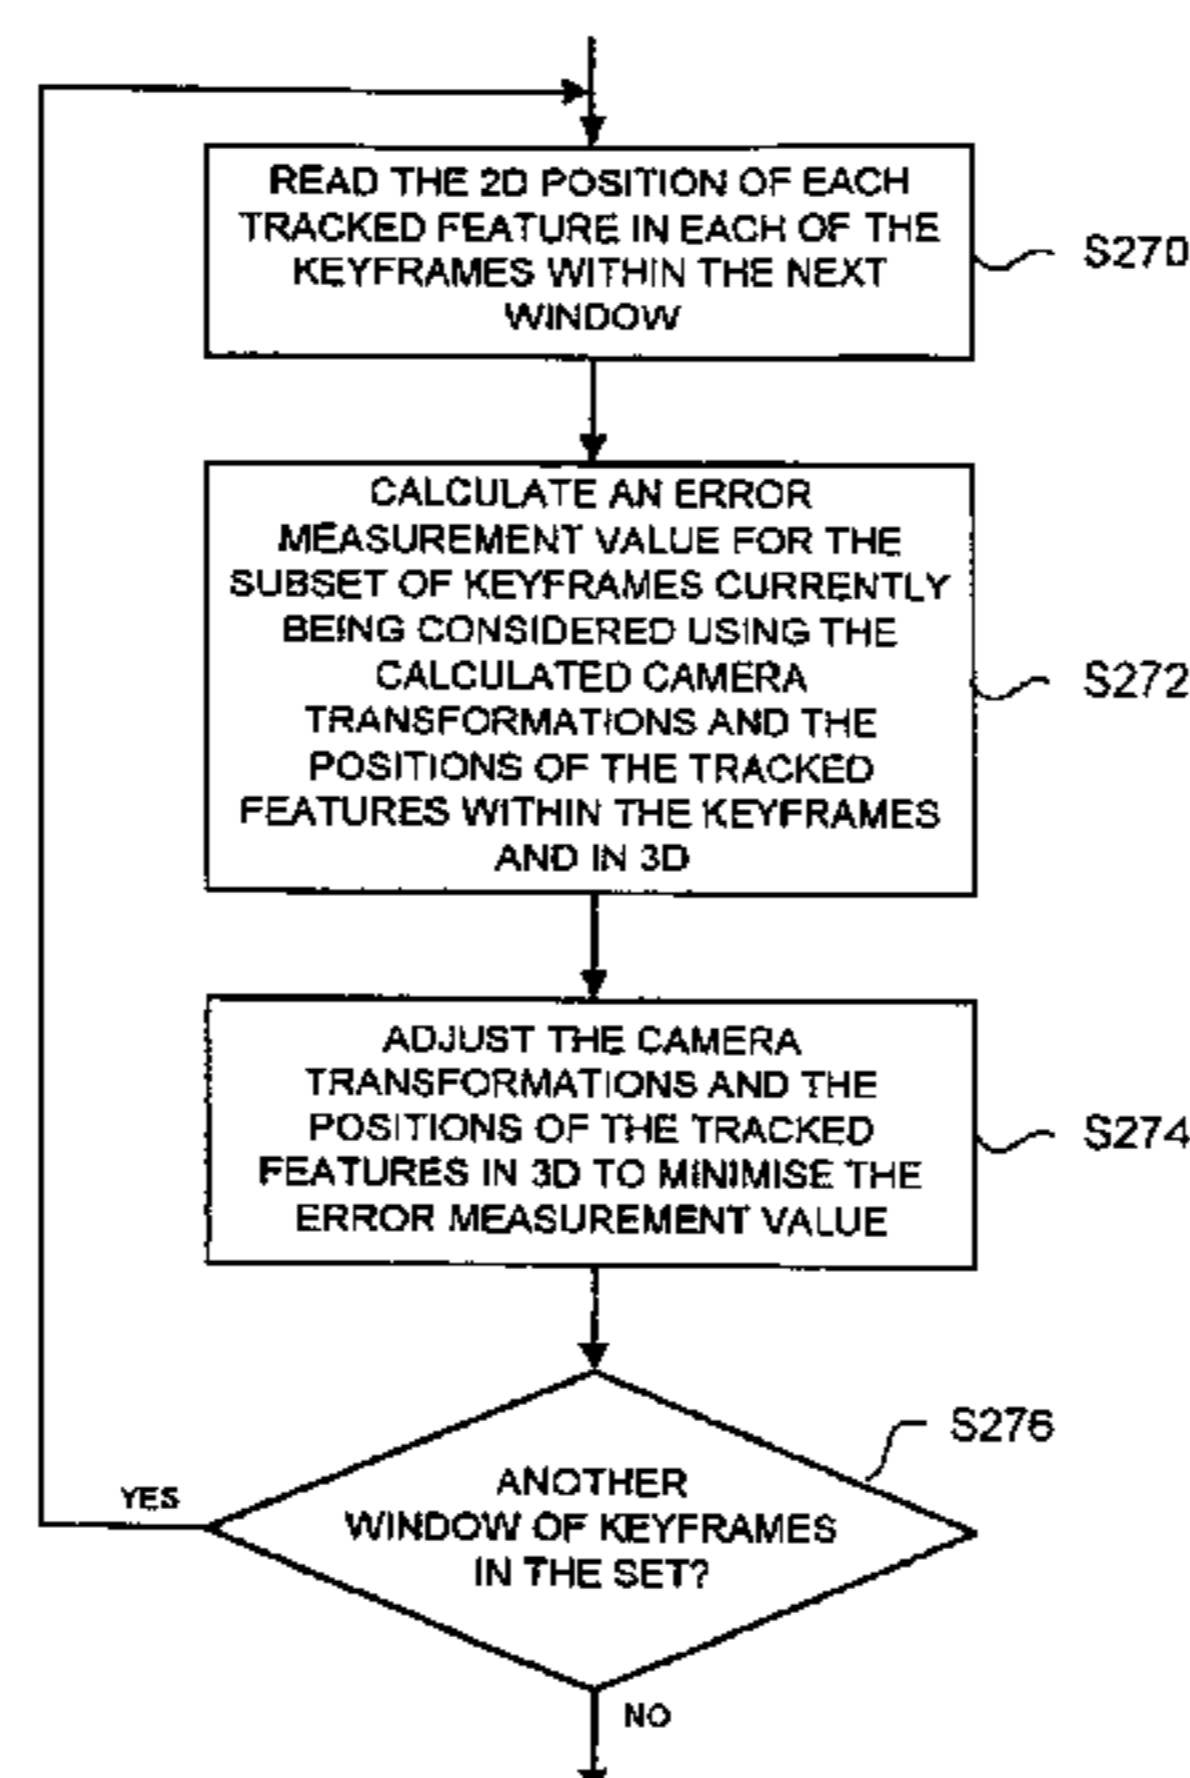 READ THE 2D POSITION OF EACH
TRACKED FEATURE IN EACH OF THE
KEYFRAMES WITHIN THE NEXT
WINDOW
S270
CALCULATE AN ERROR
MEASUREMENT VALUE FOR THE
SUBSET OF KEYFRAMES CURRENTLY
BEING CONSIDERED USING THE
CALCULATED CAMERA
TRANSFORMATIONS AND THE
POSITIONS OF THE TRACKED
FEATURES WITHIN THE KEYFRAMES
AND IN 3D
S272
ADJUST THE CAMERA
TRANSFORMATIONS AND THE
POSITIONS OF THE TRACKED
FEATURES IN 3D TO MINIMISE THE
ERROR MEASUREMENT VALUE
S274
S276
ANOTHER
WINDOW OF KEYFRAMES
IN THE SET?
YES
NO